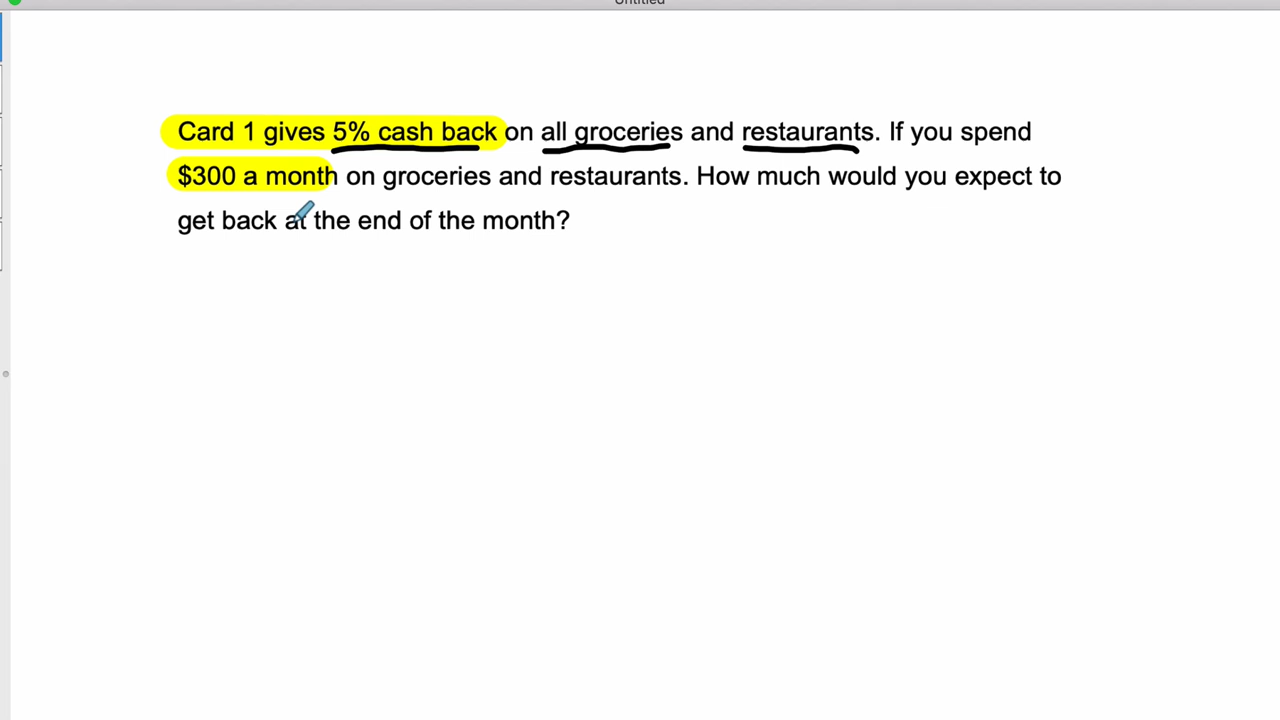 Untitled
Card 1 gives 5% cash back on all groceries and restaurants. If you spend
$300 a month on groceries and restaurants. How much would you expect to
get back at the end of the month?